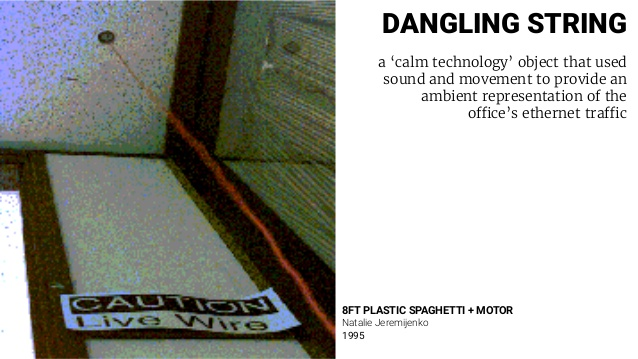 DANGLING STRING
a ‘calm technology’ object that used
sound and movement to provide an
ambient representation of the
office’s ethernet traffic
CAUTION
Live Wire
8FT PLASTIC SPAGHETTI + MOTOR
Natalie Jeremijenko
1995